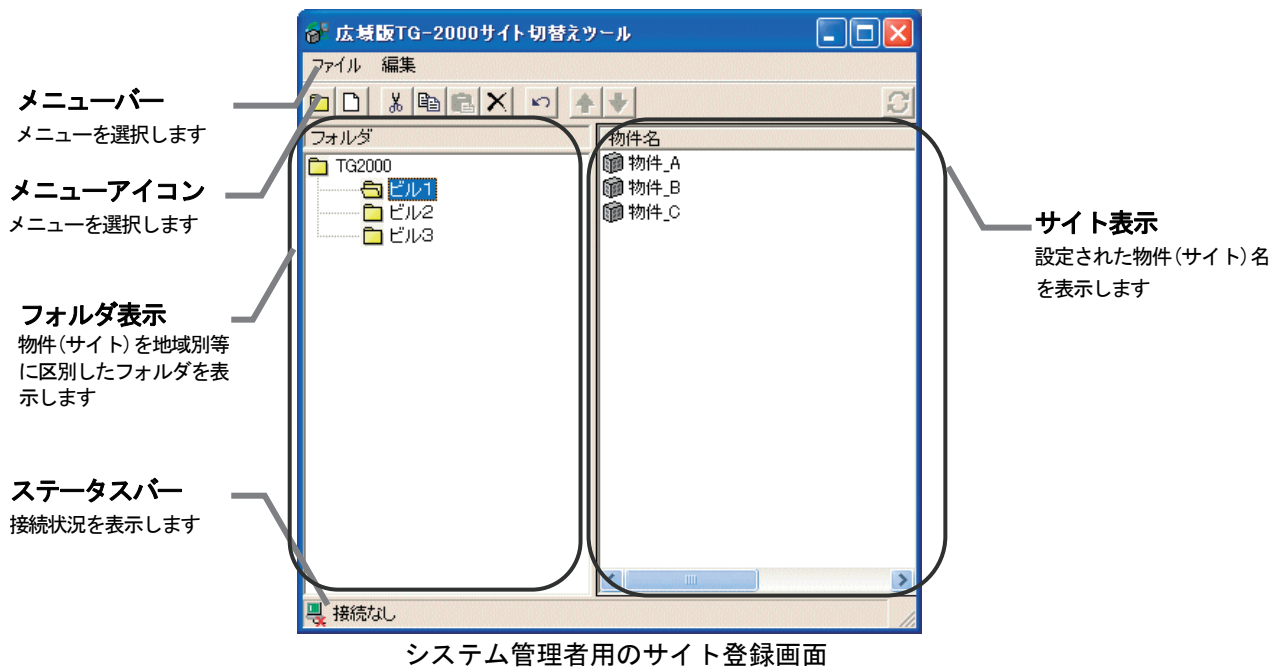 広域版TG-2000サイト切替えツール
ファイル 編集
メニューバー
メニューを選択します
メニューアイコン
メニューを選択します
フォルダ表示
物件(サイト)を地域別等
に区別したフォルダを表
示します
ステータスバー
接続状況を表示します
フォルダ
TG2000
ビル1
ビル2
ビル3
物件名
物件_A
物件_B
物件_C
サイト表示
設定された物件(サイト)名
を表示します
接続なし
システム管理者用のサイト登録画面